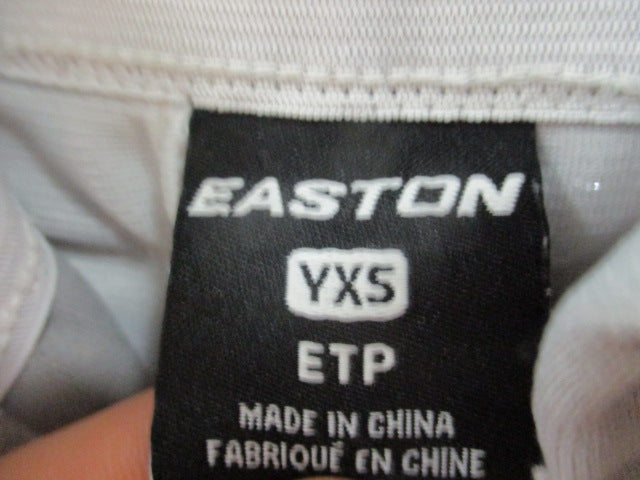 EASTON
YXS
ETP
MADE IN CHINA
FABRIQUÉ EN CHINE